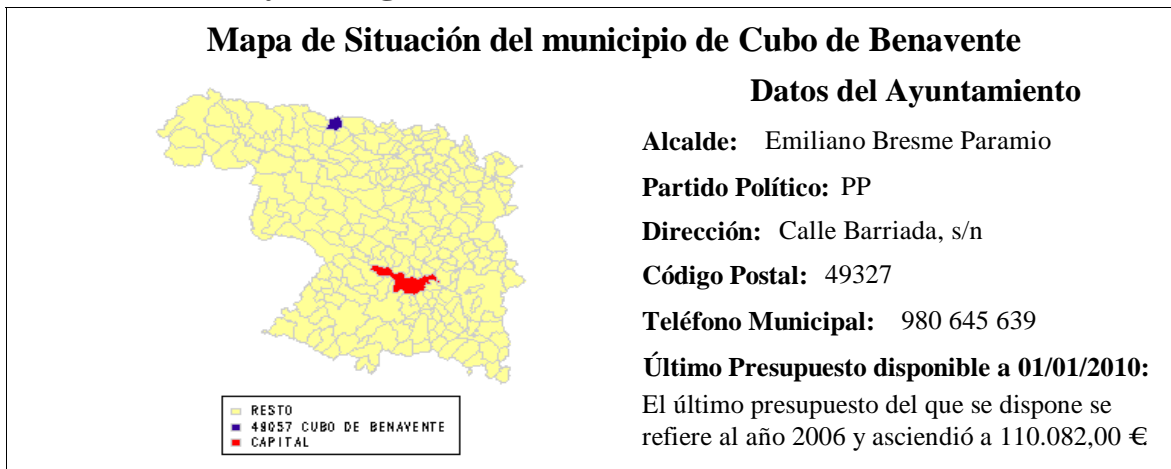 Mapa de Situación del municipio de Cubo de Benavente
Datos del Ayuntamiento
Alcalde: Emiliano Bresme Paramio
Partido Político: PP
Dirección: Calle Barriada, s/n
Código Postal: 49327
Teléfono Municipal: 980 645 639
Último Presupuesto disponible a 01/01/2010:
El último presupuesto del que se dispone se
refiere al año 2006 y asciendió a 110.082,00 €
RESTO
49057 CUBO DE BENAVENTE
CAPITAL